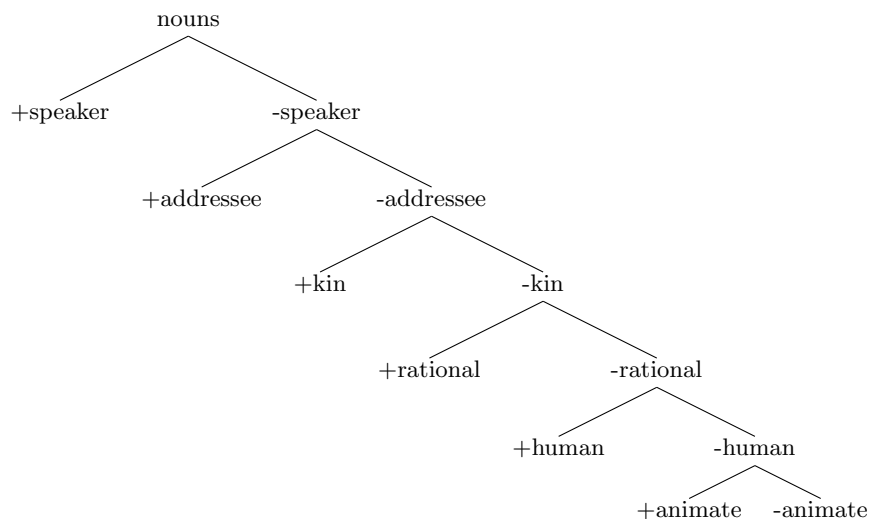 nouns
+speaker -speaker
+addressee -addressee
+kin -kin
+rational -rational
+human -human
+animate -animate